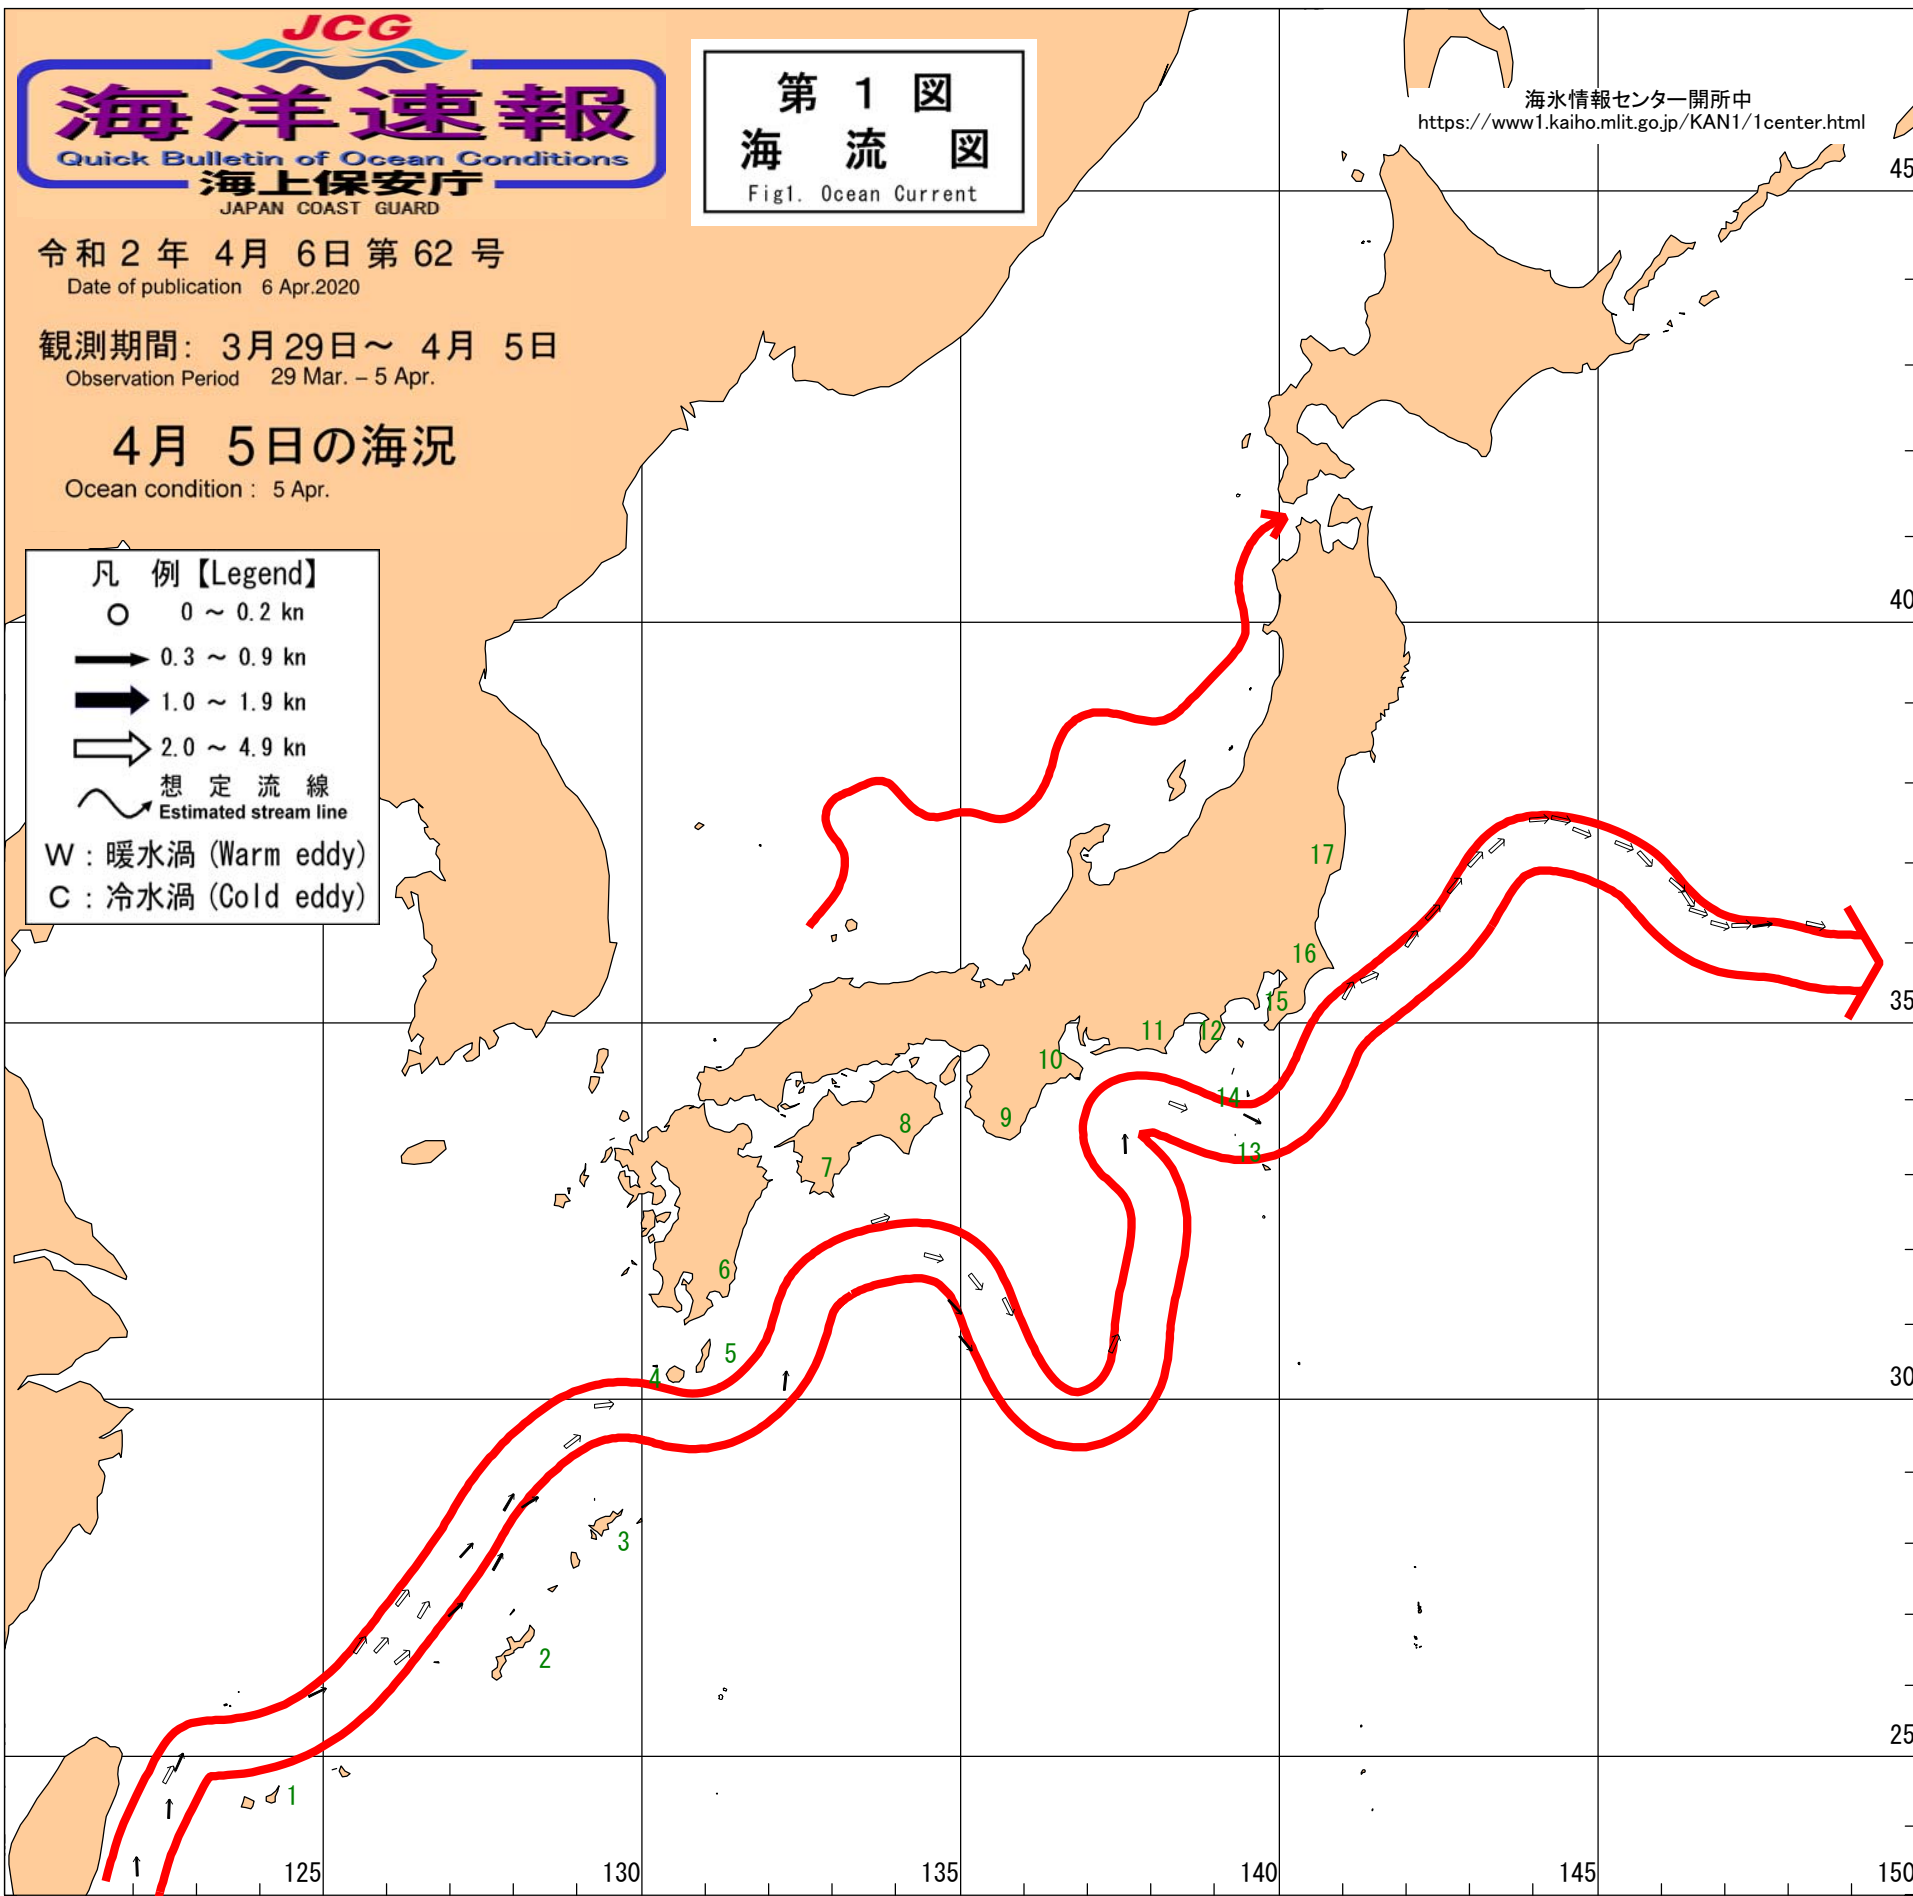 JCG
海洋速報
Quick Bulletin of Ocean Conditions
海上保安庁
JAPAN COAST GUARD
令和 2 年 4月 6日 第 62 号
Date of publication 6 Apr.2020
観測期間: 3月29日～ 4月 5日
Observation Period 29 Mar. – 5 Apr.
4月 5日の海況
Ocean condition : 5 Apr.
第 1 図
海 流 図
Fig1. Ocean Current
海氷情報センター開所中
https://www1.kaiho.mlit.go.jp/KAN1/1center.html
凡 例【Legend】
0 ～ 0.2 kn
0.3 ～ 0.9 kn
1.0 ～ 1.9 kn
2.0 ～ 4.9 kn
想 定 流 線
Estimated stream line
W : 暖水渦 (Warm eddy)
C : 冷水渦 (Cold eddy)
45
40
35
30
25
17
16
15
14
13
12
11
10
9
8
7
6
5
4
3
2
1
125
130
135
140
145
150